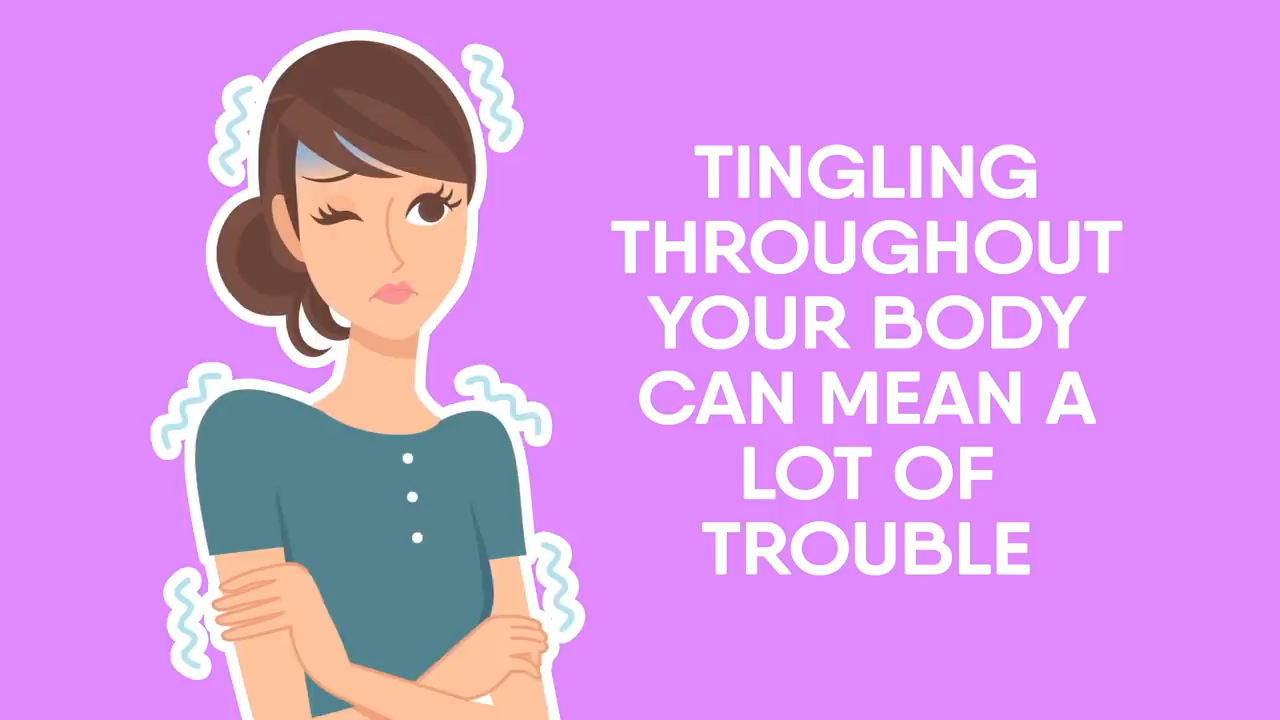 TINGLING
THROUGHOUT
YOUR BODY
CAN MEAN A
LOT OF
TROUBLE